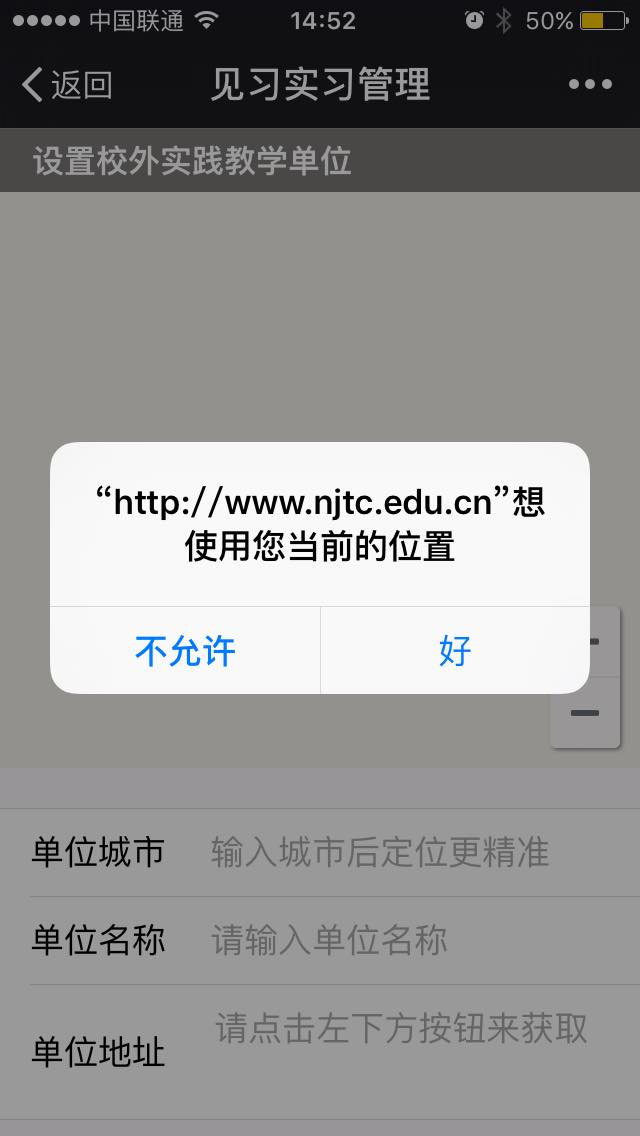 中国联通 14:52 50%
返回 见习实习管理
设置校外实践教学单位
“http://www.njtc.edu.cn”想
使用您当前的位置
不允许 好
单位城市 输入城市后定位更精准
单位名称 请输入单位名称
单位地址 请点击左下方按钮来获取